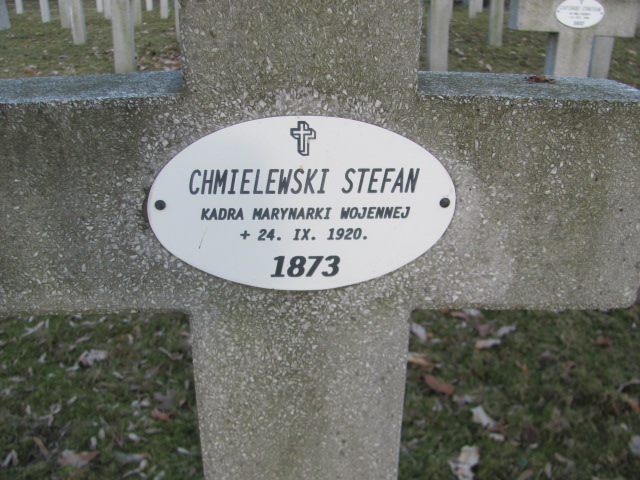 CHMIELEWSKI STEFAN
KADRA MARYNARKI WOJENNEJ
+ 24. IX. 1920.
1873